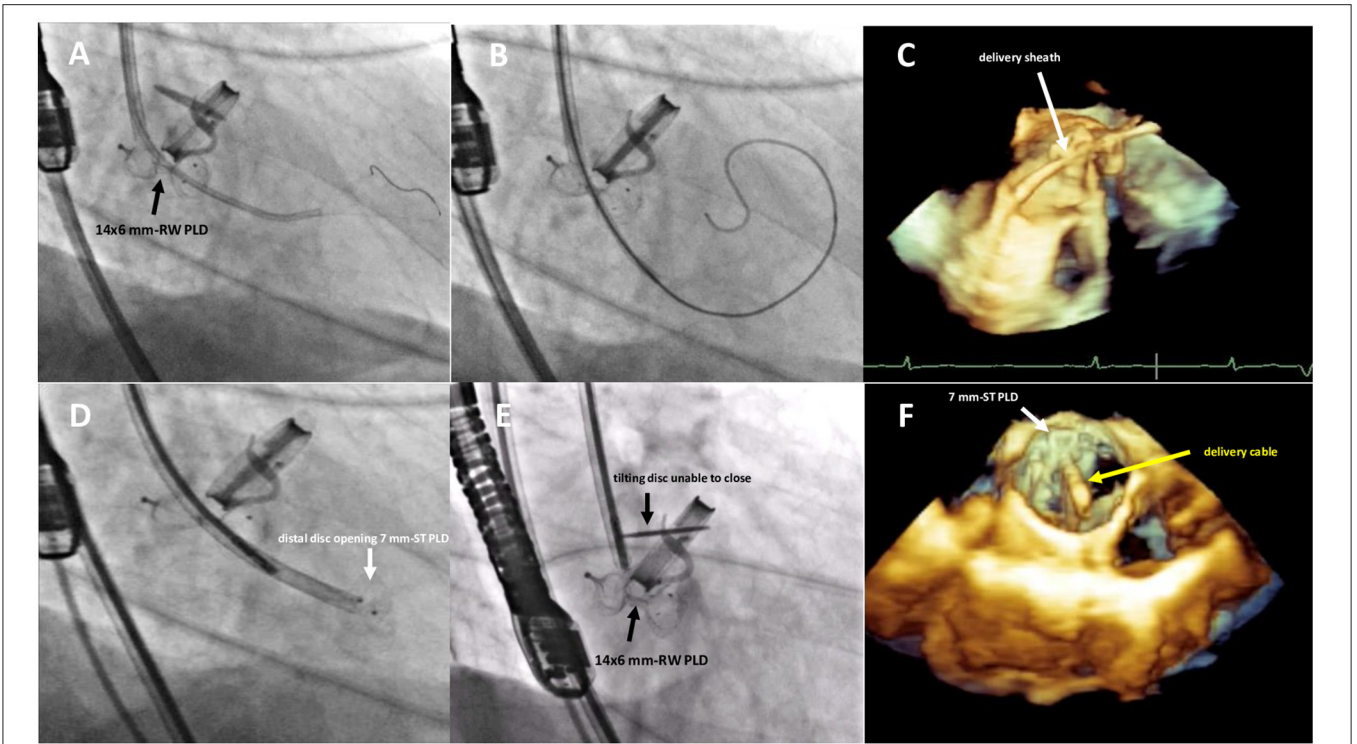 A
14x6 mm-RW PLD
B
C
delivery sheath
D
distal disc opening 7 mm-ST PLD
E
tilting disc unable to close
14x6 mm-RW PLD
F
7 mm-ST PLD
delivery cable